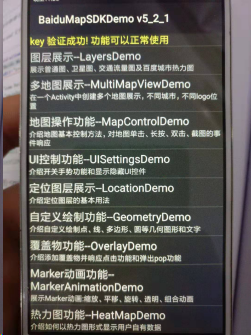 BaiduMapSDKDemo v5_2_1
key 验证成功! 功能可以正常使用
图层展示--LayersDemo
展示普通图、卫星图、交通流量图及百度城市热力图
多地图展示--MultiMapViewDemo
在一个Activity中创建多个地图展示，不同城市，不同logo位
置
地图操作功能--MapControlDemo
介绍地图基本控制方法，对地图单击、长按、双击、截图的事
件响应
UI控制功能--UISettingsDemo
介绍开关手势功能和显示隐藏UI控件
定位图层展示--LocationDemo
介绍定位图层的基本用法
自定义绘制功能--GeometryDemo
介绍自定义绘制点、线、多边形、圆等几何图形和文字
覆盖物功能--OverlayDemo
介绍添加覆盖物并响应点击功能和弹出pop功能
Marker动画功能--
MarkerAnimationDemo
展示Marker动画:缩放、平移、旋转、透明、组合动画
热力图功能--HeatMapDemo
介绍如何以热力图形式显示用户自有数据